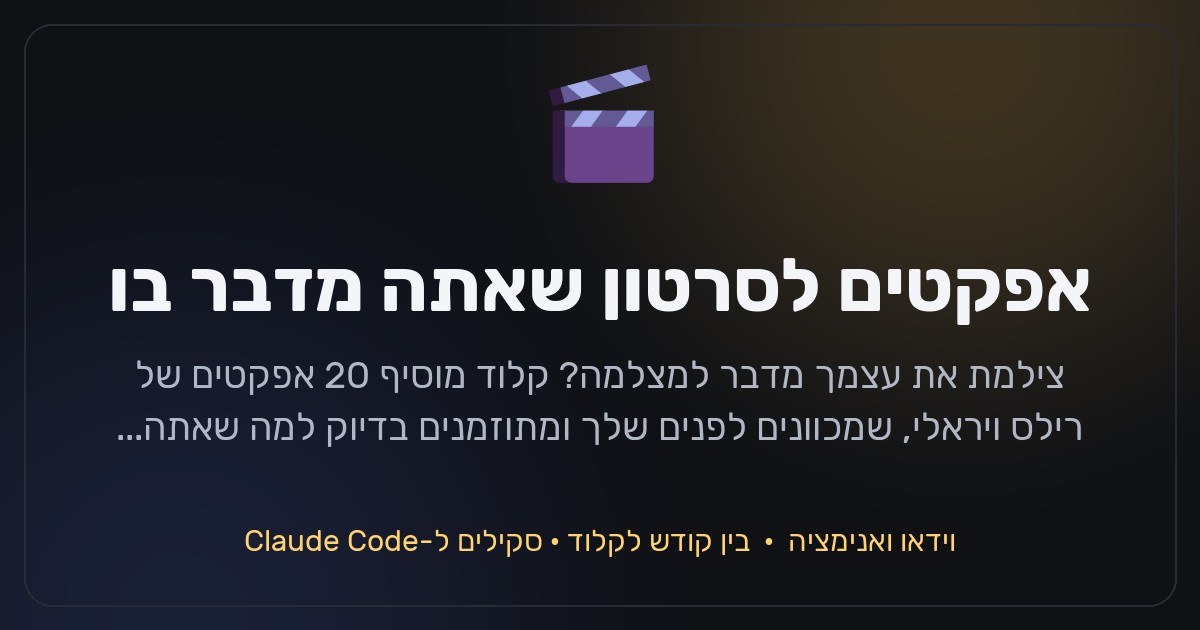 אפקטים לסרטון שאתה מדבר בו
צילמת את עצמך מדבר למצלמה? קלוד מוסיף 20 אפקטים של
רילס ויראלי, שמכוונים לפנים שלך ומתוזמנים בדיוק למה שאתה...
וידאו ואנימציה • בין קודש לקלוד • סקילים ל-Claude Code